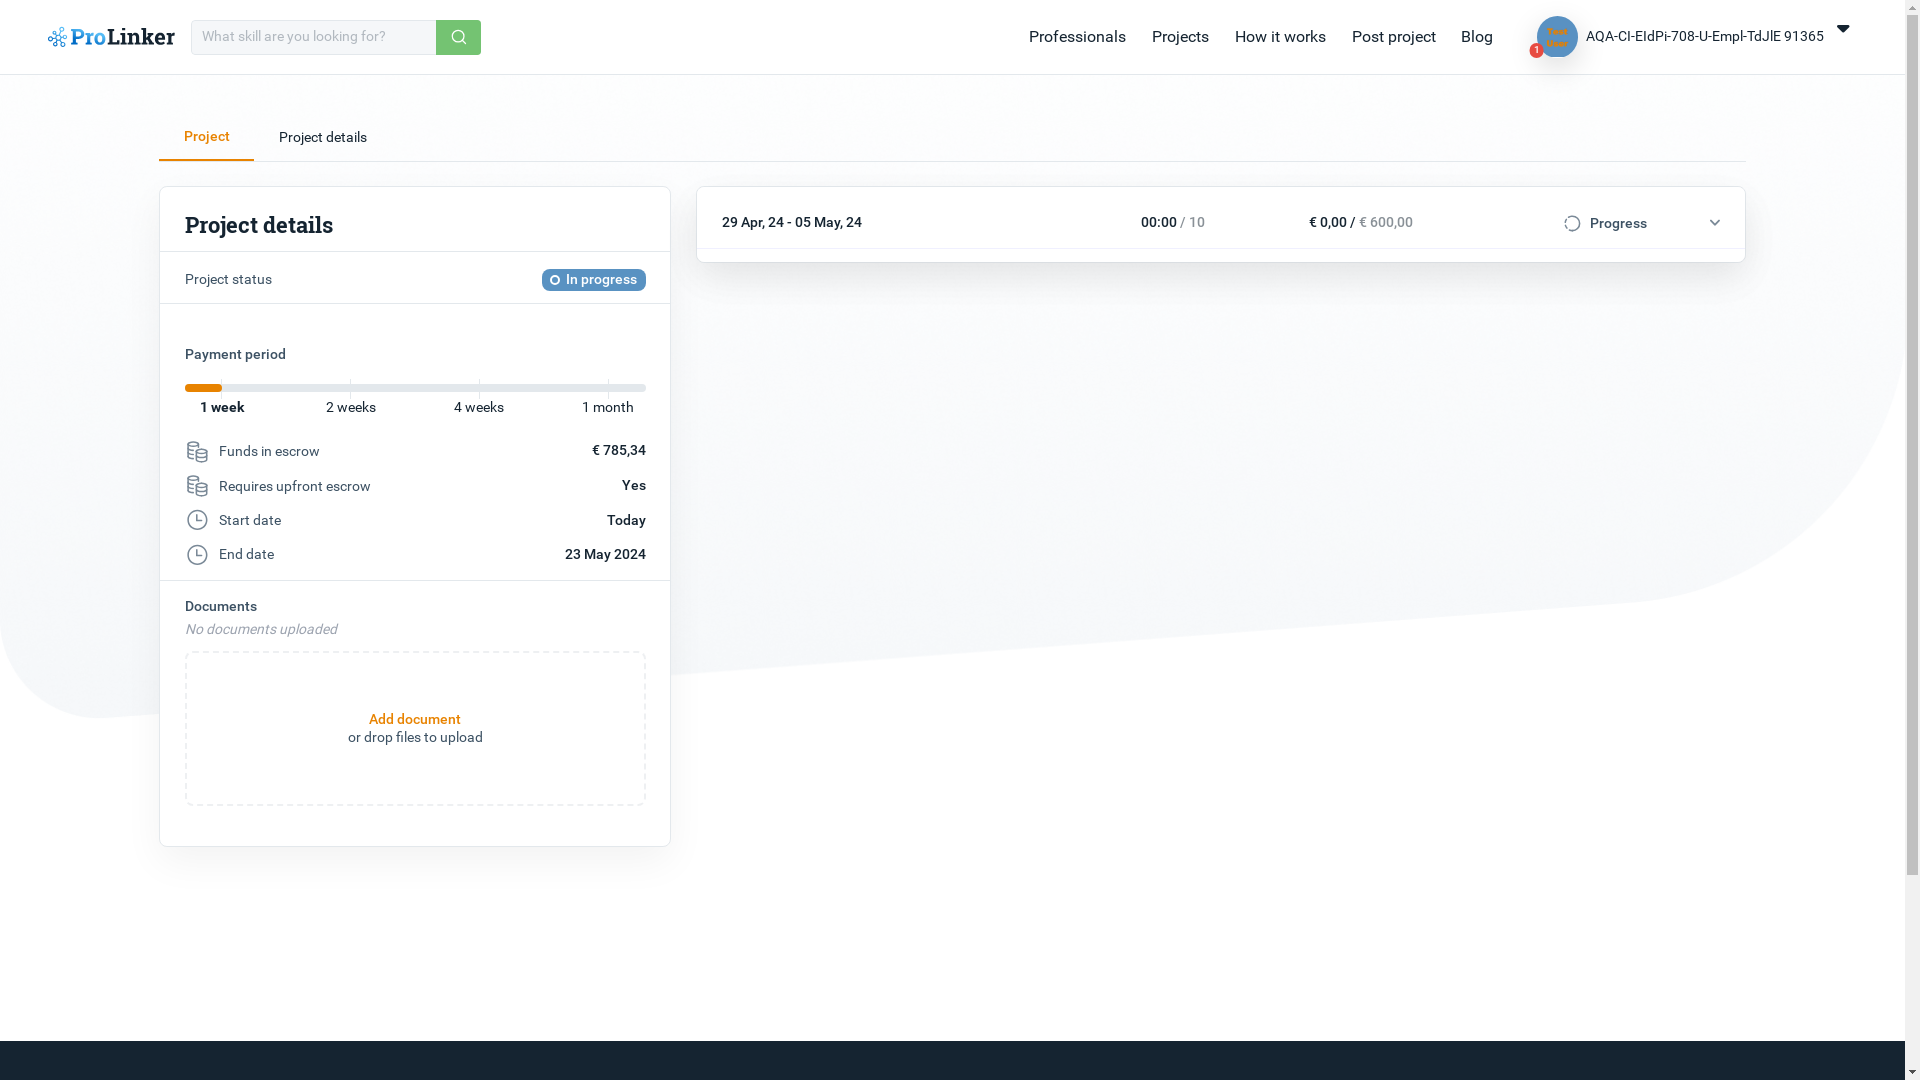 ProLinker
What skill are you looking for?
Professionals
Projects
How it works
Post project
Blog
Test
User
1
AQA-CI-EIdPi-708-U-Empl-TdJlE 91365
Project
Project details
Project details
Project status
In progress
Payment period
1 week
2 weeks
4 weeks
1 month
Funds in escrow
€ 785,34
Requires upfront escrow
Yes
Start date
Today
End date
23 May 2024
Documents
No documents uploaded
Add document
or drop files to upload
29 Apr, 24 - 05 May, 24
00:00 / 10
€ 0,00 / € 600,00
Progress